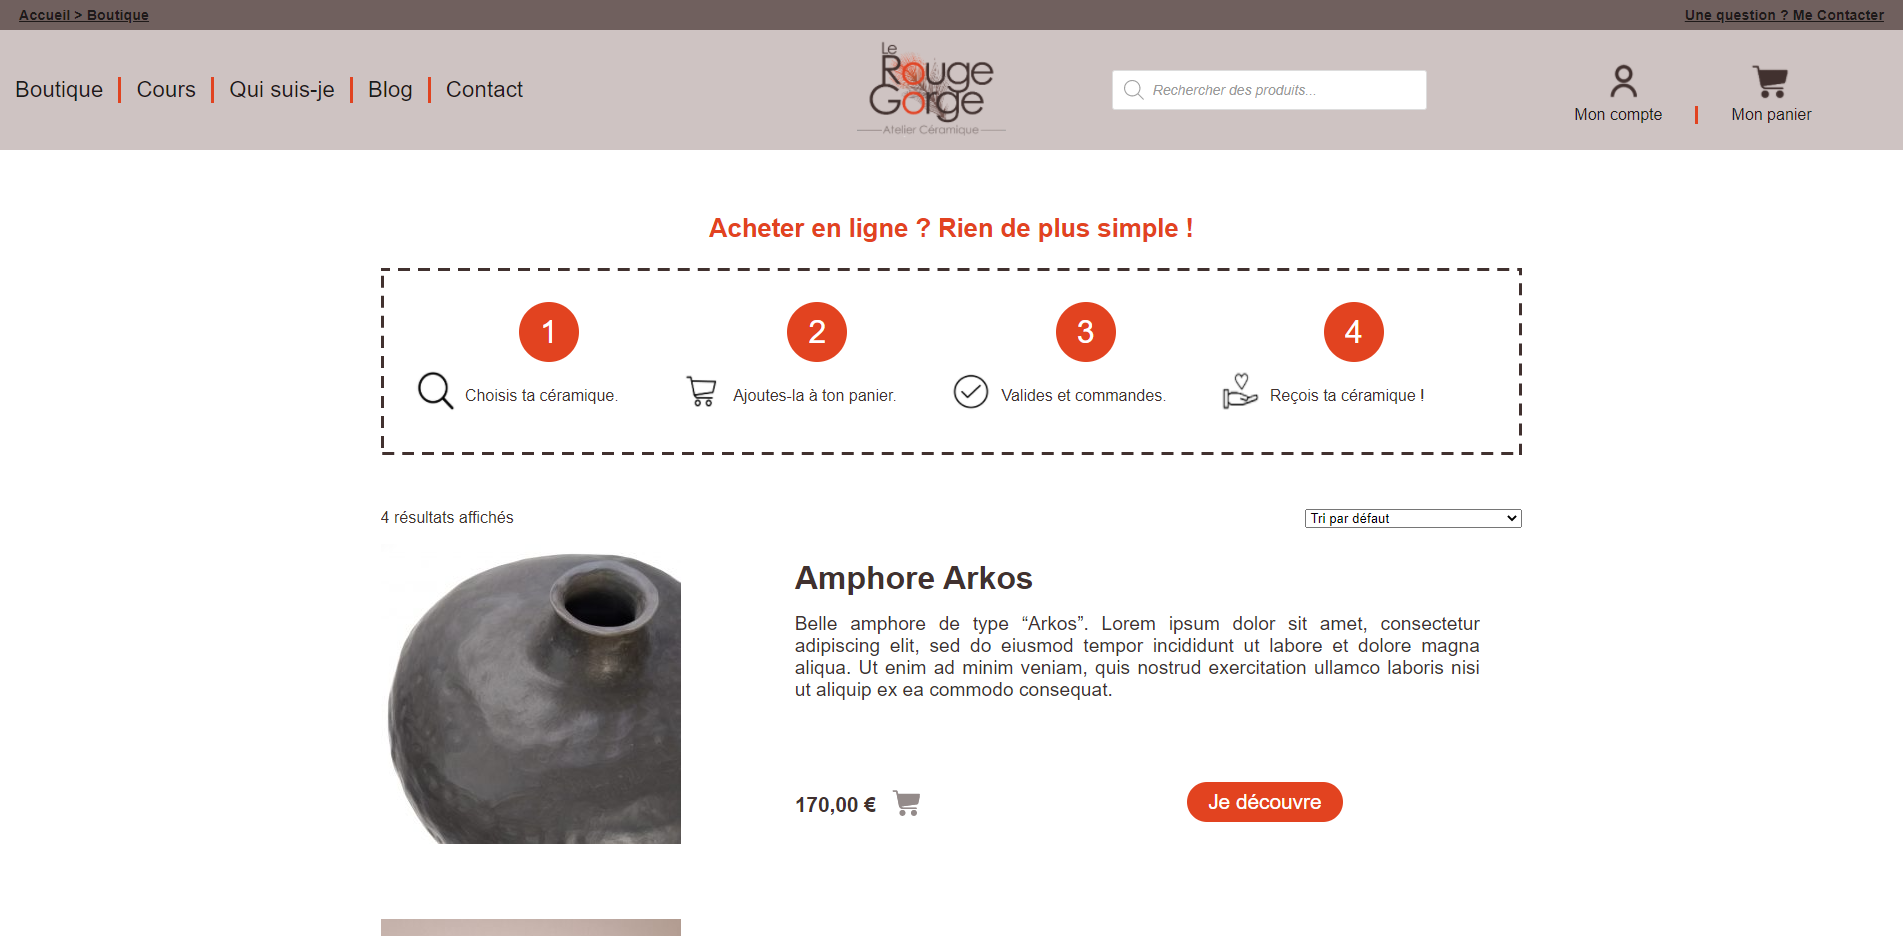 Accueil > Boutique
Une question ? Me Contacter
Boutique
Cours
Qui suis-je
Blog
Contact
Le
Rouge
Gorge
Atelier Céramique
Rechercher des produits...
Mon compte
Mon panier
Acheter en ligne ? Rien de plus simple !
1
2
3
4
Choisis ta céramique.
Ajoutes-la à ton panier.
Valides et commandes.
Reçois ta céramique !
4 résultats affichés
Tri par défaut
Amphore Arkos
Belle amphore de type “Arkos”. Lorem ipsum dolor sit amet, consectetur
adipiscing elit, sed do eiusmod tempor incididunt ut labore et dolore magna
aliqua. Ut enim ad minim veniam, quis nostrud exercitation ullamco laboris nisi
ut aliquip ex ea commodo consequat.
170,00 €
Je découvre